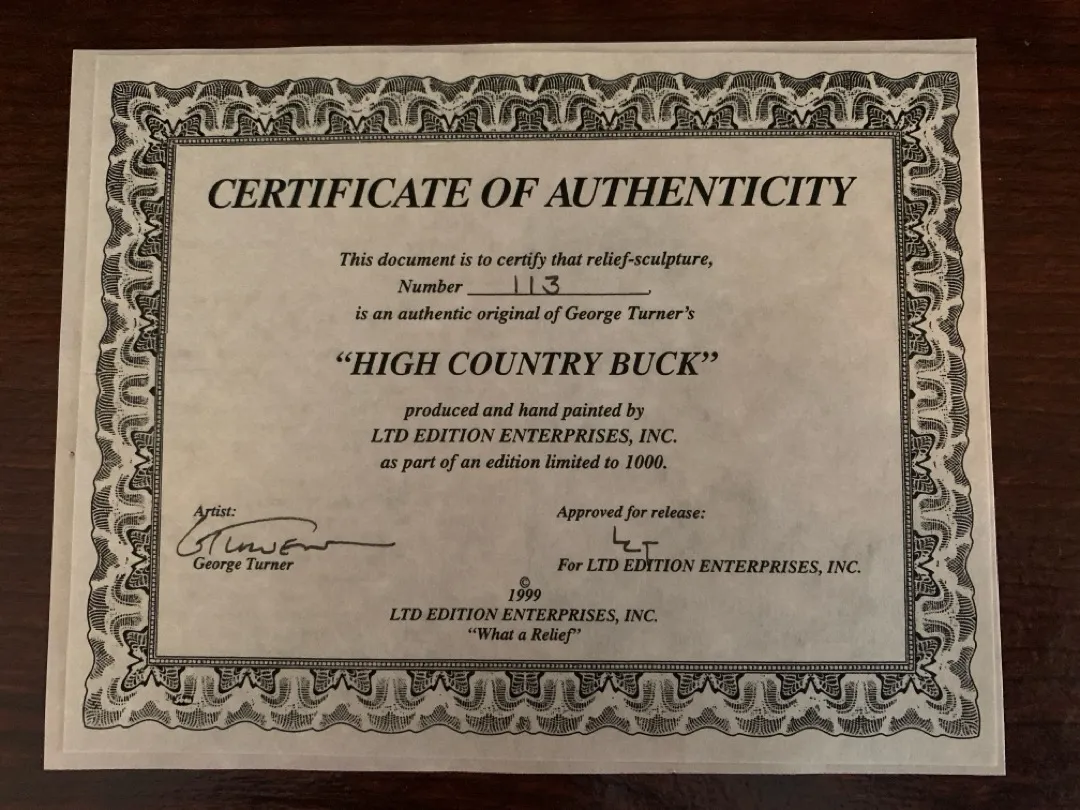 CERTIFICATE OF AUTHENTICITY
This document is to certify that relief-sculpture,
Number 113.
is an authentic original of George Turner's
"HIGH COUNTRY BUCK"
produced and hand painted by
LTD EDITION ENTERPRISES, INC.
as part of an edition limited to 1000.
Artist:
GTurner
George Turner
Approved for release:
For LTD EDITION ENTERPRISES, INC.
©
1999
LTD EDITION ENTERPRISES, INC.
"What a Relief"